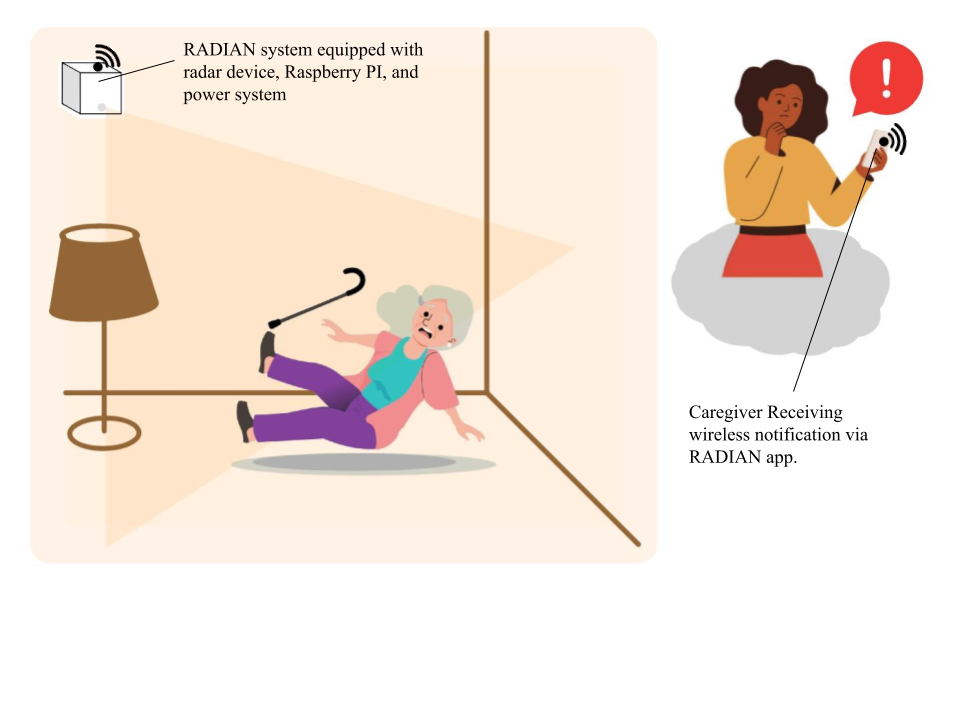 RADIAN system equipped with
radar device, Raspberry PI, and
power system
!
Caregiver Receiving
wireless notification via
RADIAN app.